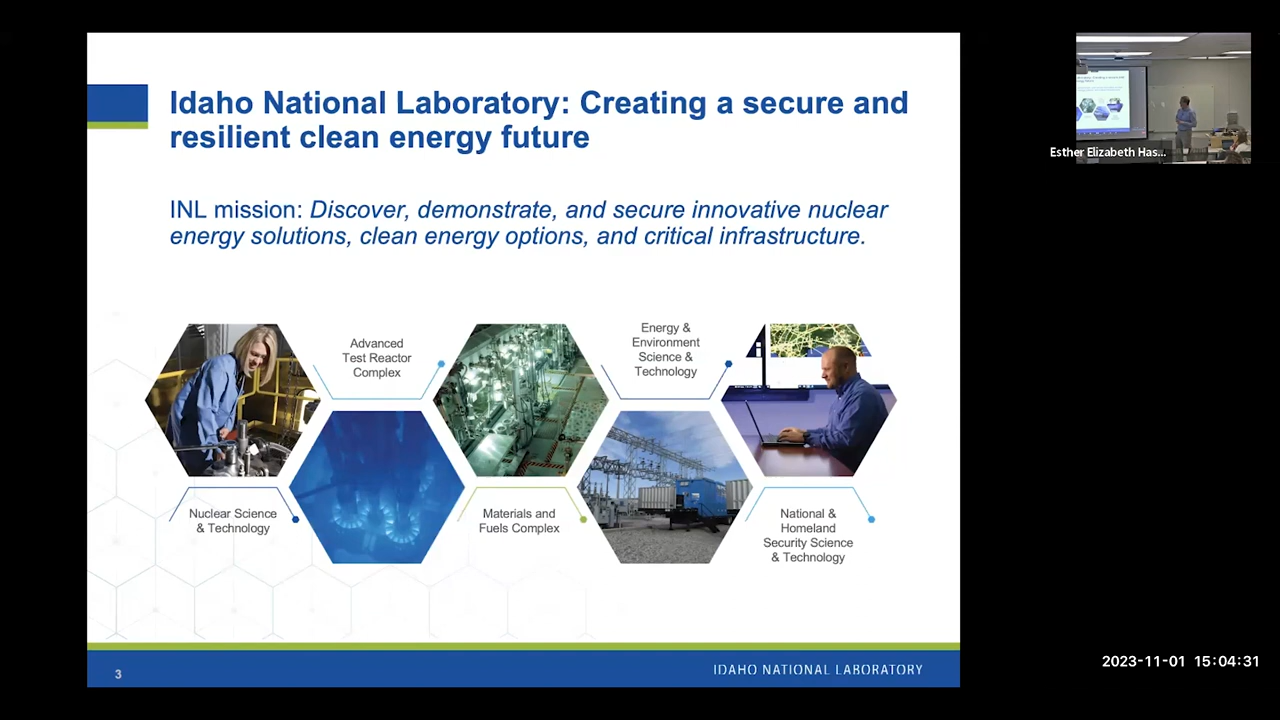 Idaho National Laboratory: Creating a secure and
resilient clean energy future
INL mission: Discover, demonstrate, and secure innovative nuclear
energy solutions, clean energy options, and critical infrastructure.
Advanced
Test Reactor
Complex
Energy &
Environment
Science &
Technology
Nuclear Science
& Technology
Materials and
Fuels Complex
National &
Homeland
Security Science
& Technology
3
IDAHO NATIONAL LABORATORY
Esther Elizabeth Has...
2023-11-01 15:04:31